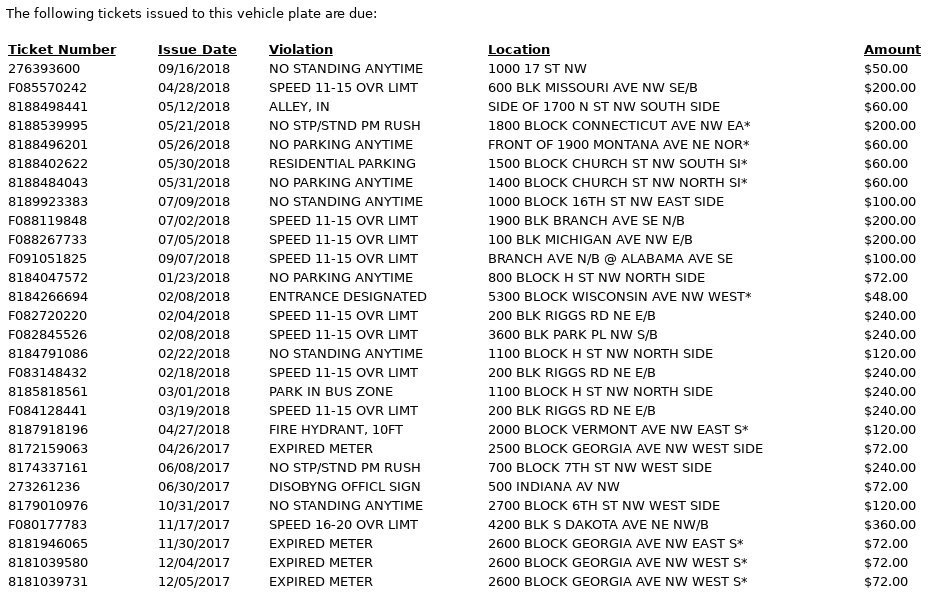 The following tickets issued to this vehicle plate are due:
Ticket Number Issue Date Violation Location Amount
276393600 09/16/2018 NO STANDING ANYTIME 1000 17 ST NW $50.00
F085570242 04/28/2018 SPEED 11-15 OVR LIMT 600 BLK MISSOURI AVE NW SE/B $200.00
8188498441 05/12/2018 ALLEY, IN SIDE OF 1700 N ST NW SOUTH SIDE $60.00
8188539995 05/21/2018 NO STP/STND PM RUSH 1800 BLOCK CONNECTICUT AVE NW EA* $200.00
8188496201 05/26/2018 NO PARKING ANYTIME FRONT OF 1900 MONTANA AVE NE NOR* $60.00
8188402622 05/30/2018 RESIDENTIAL PARKING 1500 BLOCK CHURCH ST NW SOUTH SI* $60.00
8188484043 05/31/2018 NO PARKING ANYTIME 1400 BLOCK CHURCH ST NW NORTH SI* $60.00
8189923383 07/09/2018 NO STANDING ANYTIME 1000 BLOCK 16TH ST NW EAST SIDE $100.00
F088119848 07/02/2018 SPEED 11-15 OVR LIMT 1900 BLK BRANCH AVE SE N/B $200.00
F088267733 07/05/2018 SPEED 11-15 OVR LIMT 100 BLK MICHIGAN AVE NW E/B $200.00
F091051825 09/07/2018 SPEED 11-15 OVR LIMT BRANCH AVE N/B @ ALABAMA AVE SE $100.00
8184047572 01/23/2018 NO PARKING ANYTIME 800 BLOCK H ST NW NORTH SIDE $72.00
8184266694 02/08/2018 ENTRANCE DESIGNATED 5300 BLOCK WISCONSIN AVE NW WEST* $48.00
F082720220 02/04/2018 SPEED 11-15 OVR LIMT 200 BLK RIGGS RD NE E/B $240.00
F082845526 02/08/2018 SPEED 11-15 OVR LIMT 3600 BLK PARK PL NW S/B $240.00
8184791086 02/22/2018 NO STANDING ANYTIME 1100 BLOCK H ST NW NORTH SIDE $120.00
F083148432 02/18/2018 SPEED 11-15 OVR LIMT 200 BLK RIGGS RD NE E/B $240.00
8185818561 03/01/2018 PARK IN BUS ZONE 1100 BLOCK H ST NW NORTH SIDE $240.00
F084128441 03/19/2018 SPEED 11-15 OVR LIMT 200 BLK RIGGS RD NE E/B $240.00
8187918196 04/27/2018 FIRE HYDRANT, 10FT 2000 BLOCK VERMONT AVE NW EAST S* $120.00
8172159063 04/26/2017 EXPIRED METER 2500 BLOCK GEORGIA AVE NW WEST SIDE $72.00
8174337161 06/08/2017 NO STP/STND PM RUSH 700 BLOCK 7TH ST NW WEST SIDE $240.00
273261236 06/30/2017 DISOBYNG OFFICL SIGN 500 INDIANA AV NW $72.00
8179010976 10/31/2017 NO STANDING ANYTIME 2700 BLOCK 6TH ST NW WEST SIDE $120.00
F080177783 11/17/2017 SPEED 16-20 OVR LIMT 4200 BLK S DAKOTA AVE NE NW/B $360.00
8181946065 11/30/2017 EXPIRED METER 2600 BLOCK GEORGIA AVE NW EAST S* $72.00
8181039580 12/04/2017 EXPIRED METER 2600 BLOCK GEORGIA AVE NW WEST S* $72.00
8181039731 12/05/2017 EXPIRED METER 2600 BLOCK GEORGIA AVE NW WEST S* $72.00